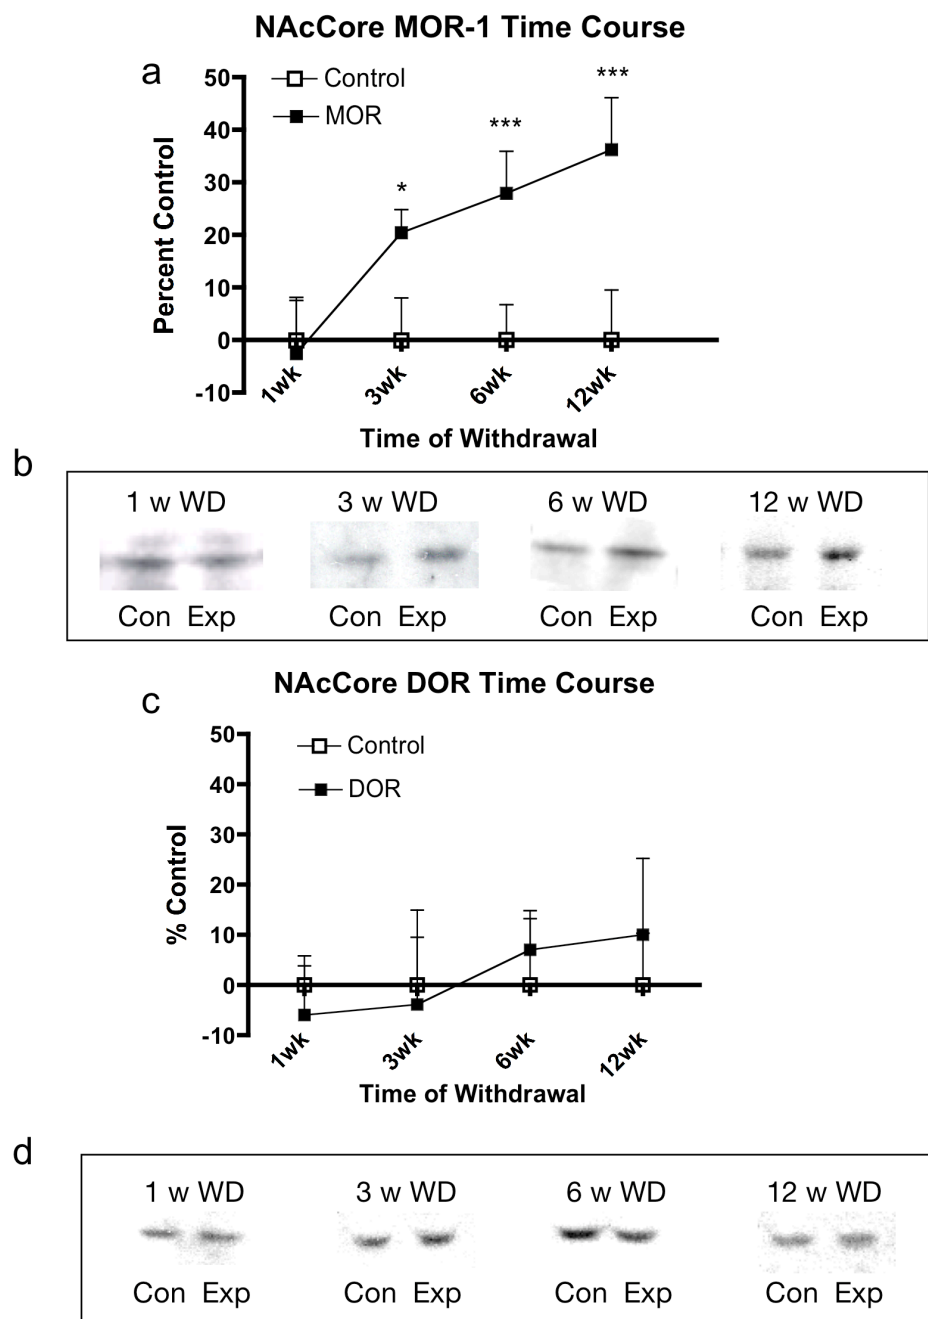 NAcCore MOR-1 Time Course
a
Control
MOR
***
***
*
50
40
30
20
10
0
-10
Percent Control
1wk 3wk 6wk 12wk
Time of Withdrawal
b
1 w WD 3 w WD 6 w WD 12 w WD
Con Exp Con Exp Con Exp Con Exp
NAcCore DOR Time Course
c
Control
DOR
50
40
30
20
10
0
-10
% Control
1wk 3wk 6wk 12wk
Time of Withdrawal
d
1 w WD 3 w WD 6 w WD 12 w WD
Con Exp Con Exp Con Exp Con Exp